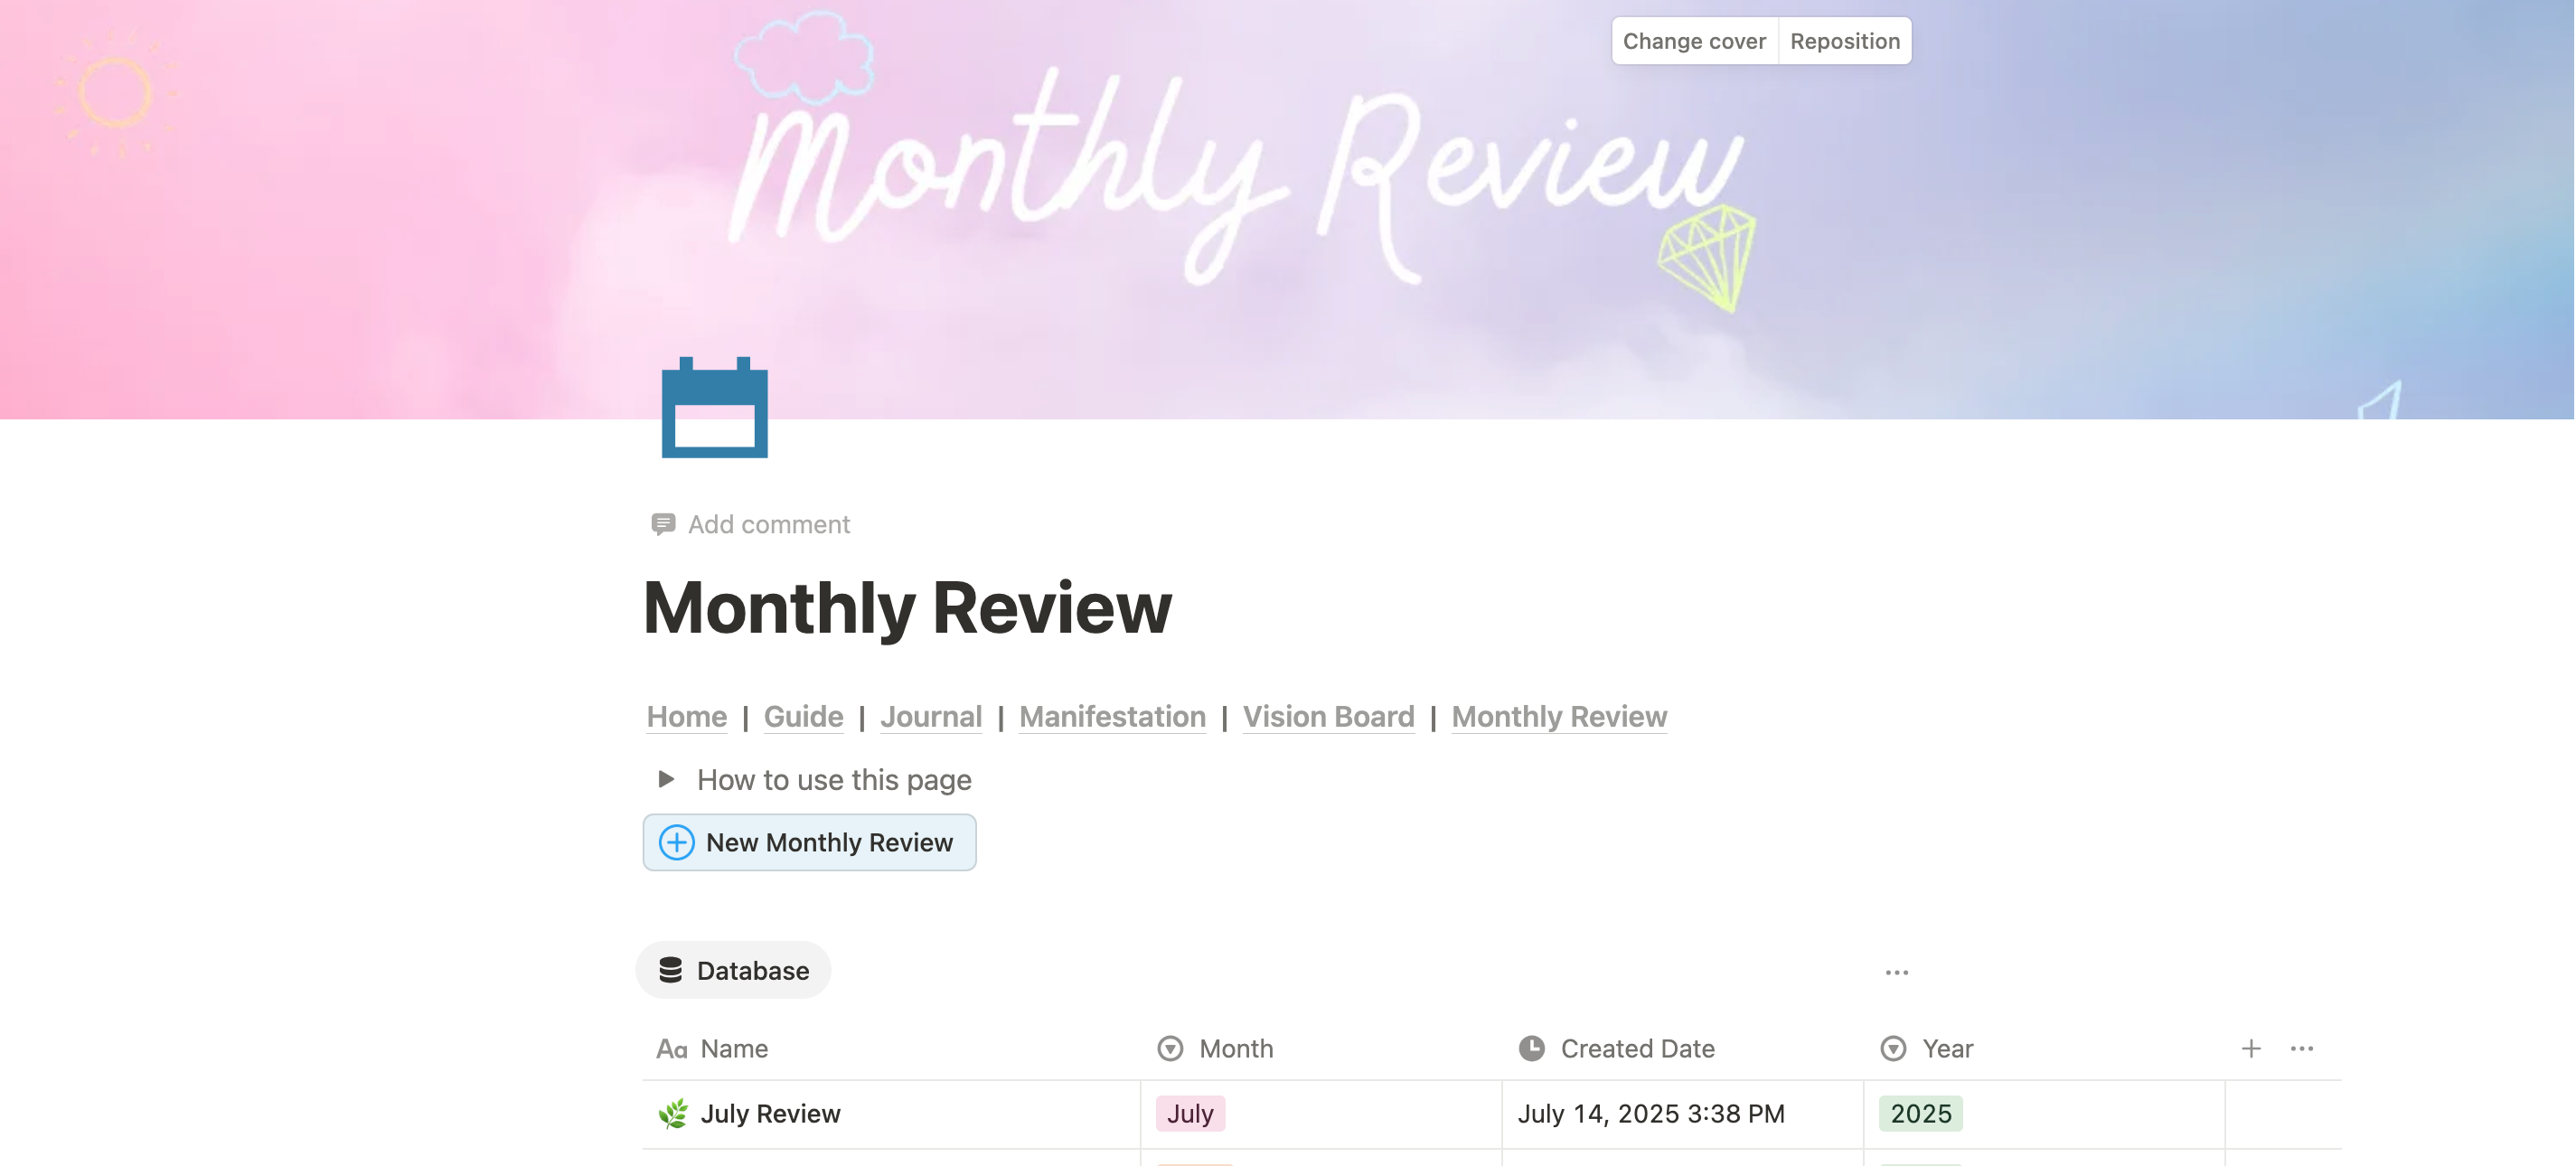 Change cover Reposition
Monthly Review
Add comment
Monthly Review
Home | Guide | Journal | Manifestation | Vision Board | Monthly Review
How to use this page
New Monthly Review
Database
Aa Name Month Created Date Year
July Review July July 14, 2025 3:38 PM 2025